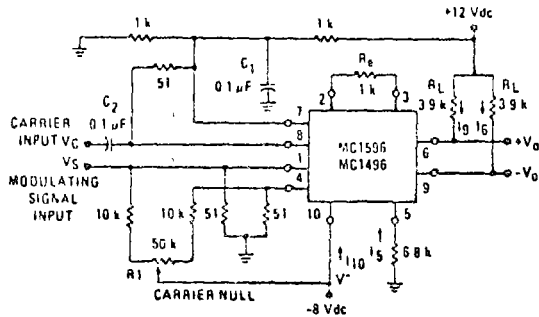 +12 Vdc
1 k
1 k
C1
0.1 µF
Re
1 k
RL
3.9 k
RL
3.9 k
51
C2
0.1 µF
2
3
I9
I6
7
CARRIER
INPUT VC
8
MC1596
MC1496
6
+Vo
VS
1
MODULATING
SIGNAL
INPUT
4
9
-Vo
10 k
10 k
51
51
10
5
50 k
I10
I5
6.8 k
R1
V-
CARRIER NULL
-8 Vdc